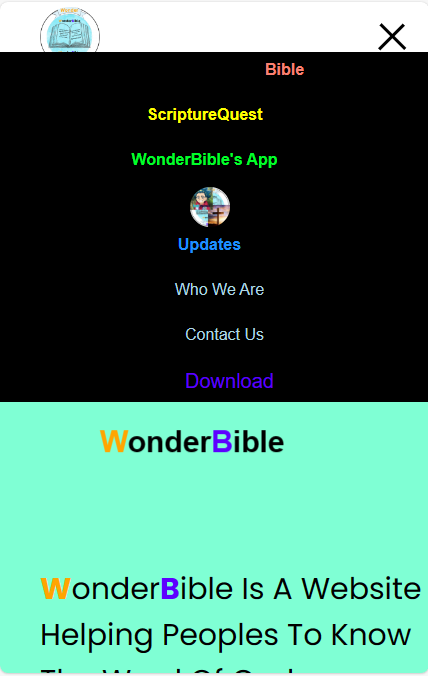 Bible
ScriptureQuest
WonderBible's App
Updates
Who We Are
Contact Us
Download
WonderBible
WonderBible Is A Website
Helping Peoples To Know